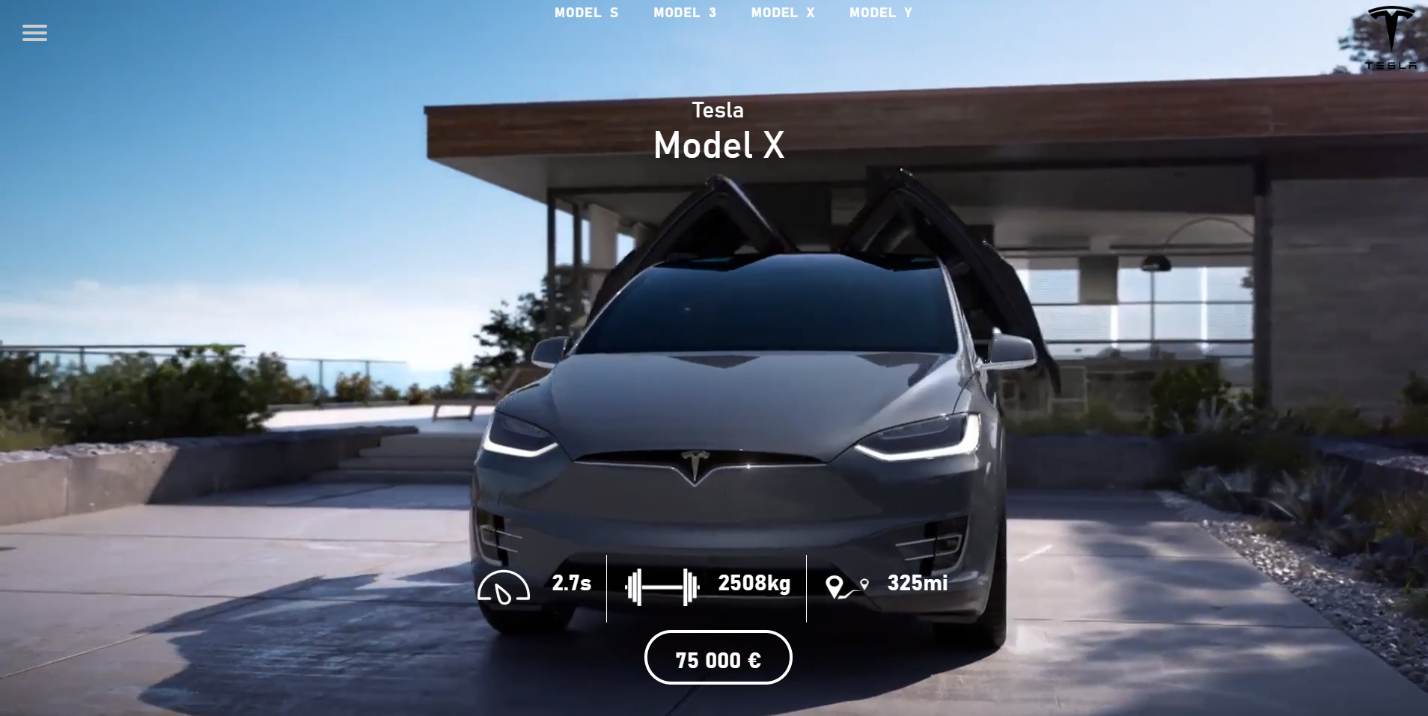 MODEL S MODEL 3 MODEL X MODEL Y
TESLA
Tesla
Model X
2.7s 2508kg 325mi
75 000 €